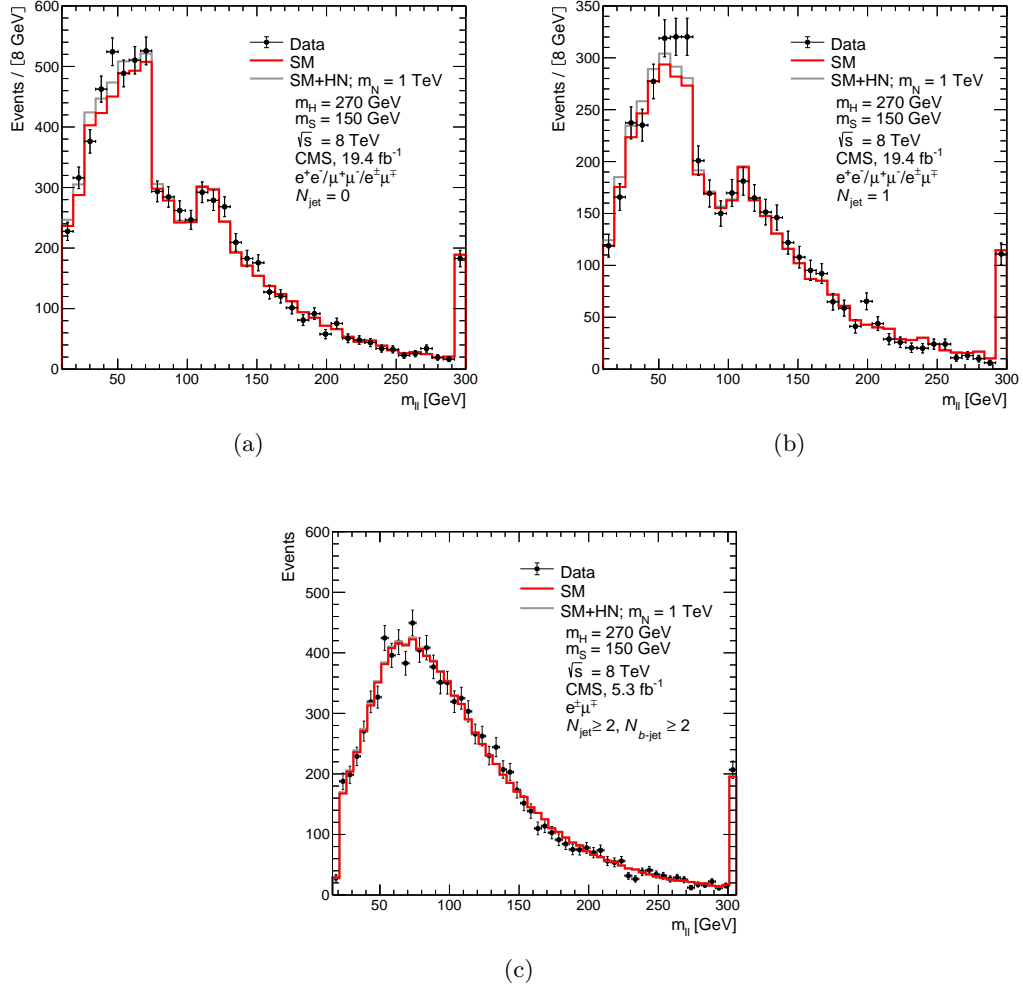 Events / [8 GeV]
600
500
400
300
200
100
0
Data
SM
SM+HN; m_N = 1 TeV
m_H = 270 GeV
m_S = 150 GeV
√s = 8 TeV
CMS, 19.4 fb⁻¹
e⁺e⁻/μ⁺μ⁻/e±μ∓
N_jet = 0
50 100 150 200 250 300
m_ll [GeV]
(a)
Events / [8 GeV]
350
300
250
200
150
100
50
0
Data
SM
SM+HN; m_N = 1 TeV
m_H = 270 GeV
m_S = 150 GeV
√s = 8 TeV
CMS, 19.4 fb⁻¹
e⁺e⁻/μ⁺μ⁻/e±μ∓
N_jet = 1
50 100 150 200 250 300
m_ll [GeV]
(b)
Events
600
500
400
300
200
100
0
Data
SM
SM+HN; m_N = 1 TeV
m_H = 270 GeV
m_S = 150 GeV
√s = 8 TeV
CMS, 5.3 fb⁻¹
e±μ∓
N_jet ≥ 2, N_b-jet ≥ 2
50 100 150 200 250 300
m_ll [GeV]
(c)